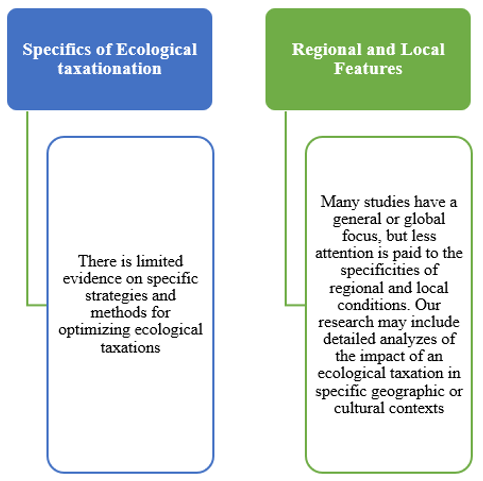 Specifics of Ecological
taxationation
There is limited
evidence on specific
strategies and
methods for
optimizing ecological
taxations
Regional and Local
Features
Many studies have a
general or global
focus, but less
attention is paid to the
specificities of
regional and local
conditions. Our
research may include
detailed analyzes of
the impact of an
ecological taxation in
specific geographic or
cultural contexts